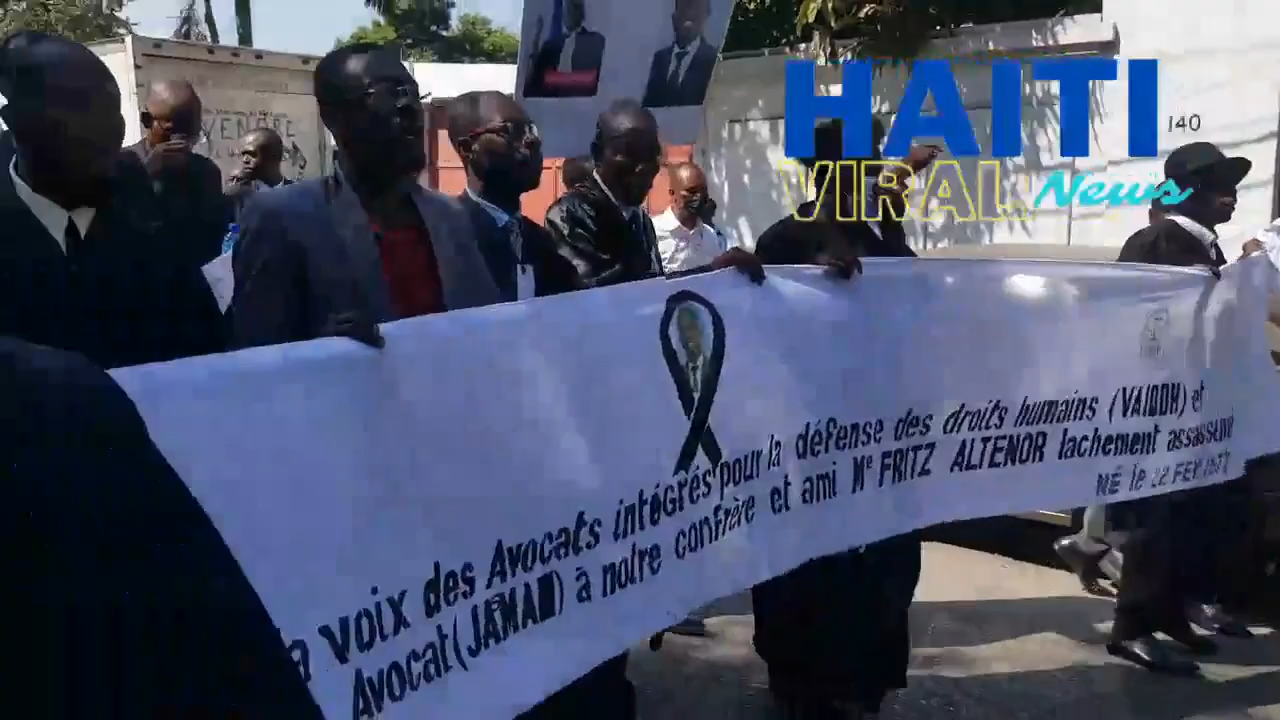 HAITI
140
VIRAL News
voix des Avocats intégrés pour la défense des droits humains (VAIDDH) et
Avocat (JAMAD) à notre confrère et ami Me FRITZ ALTENOR lachement assassiné
NÉ le 22 FEV